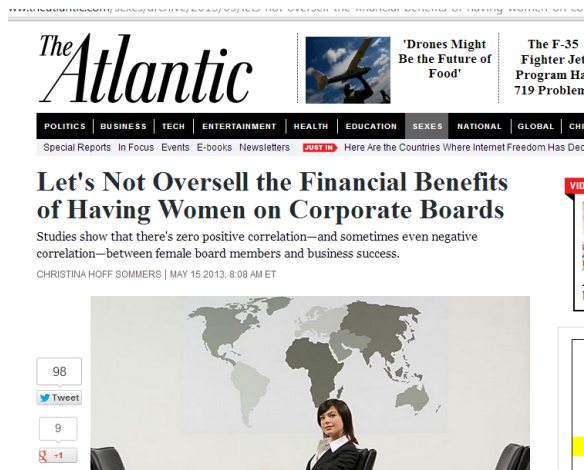 The
Atlantic
'Drones Might
Be the Future of
Food'
The F-35
Fighter Jet
Program Ha
719 Problem
POLITICS BUSINESS TECH ENTERTAINMENT HEALTH EDUCATION SEXES NATIONAL GLOBAL CHI
Special Reports In Focus Events E-books Newsletters JUST IN Here Are the Countries Where Internet Freedom Has Dec
Let's Not Oversell the Financial Benefits
of Having Women on Corporate Boards
VID
Studies show that there's zero positive correlation—and sometimes even negative
correlation—between female board members and business success.
CHRISTINA HOFF SOMMERS | MAY 15 2013, 8:08 AM ET
98
Tweet
9
+1